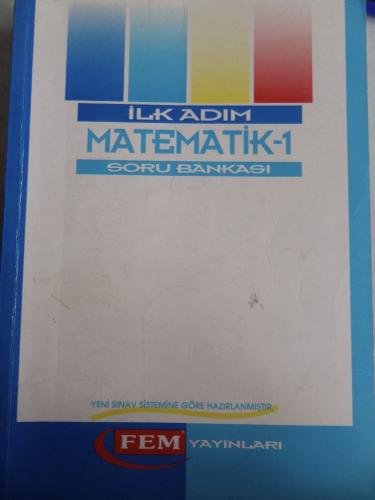 İLK ADIM
MATEMATİK-1
SORU BANKASI
YENİ SINAV SİSTEMİNE GÖRE HAZIRLANMIŞTIR
FEM YAYINLARI